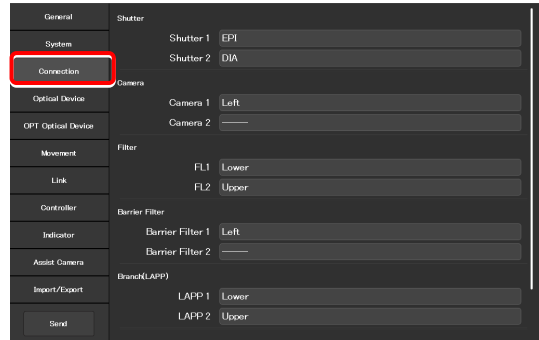 General
System
Connection
Optical Device
OPT Optical Device
Movement
Link
Controller
Indicator
Assist Camera
Import/Export
Send
Shutter
Shutter 1 EPI
Shutter 2 DIA
Camera
Camera 1 Left
Camera 2 ―――
Filter
FL1 Lower
FL2 Upper
Barrier Filter
Barrier Filter 1 Left
Barrier Filter 2 ―――
Branch(LAPP)
LAPP 1 Lower
LAPP 2 Upper